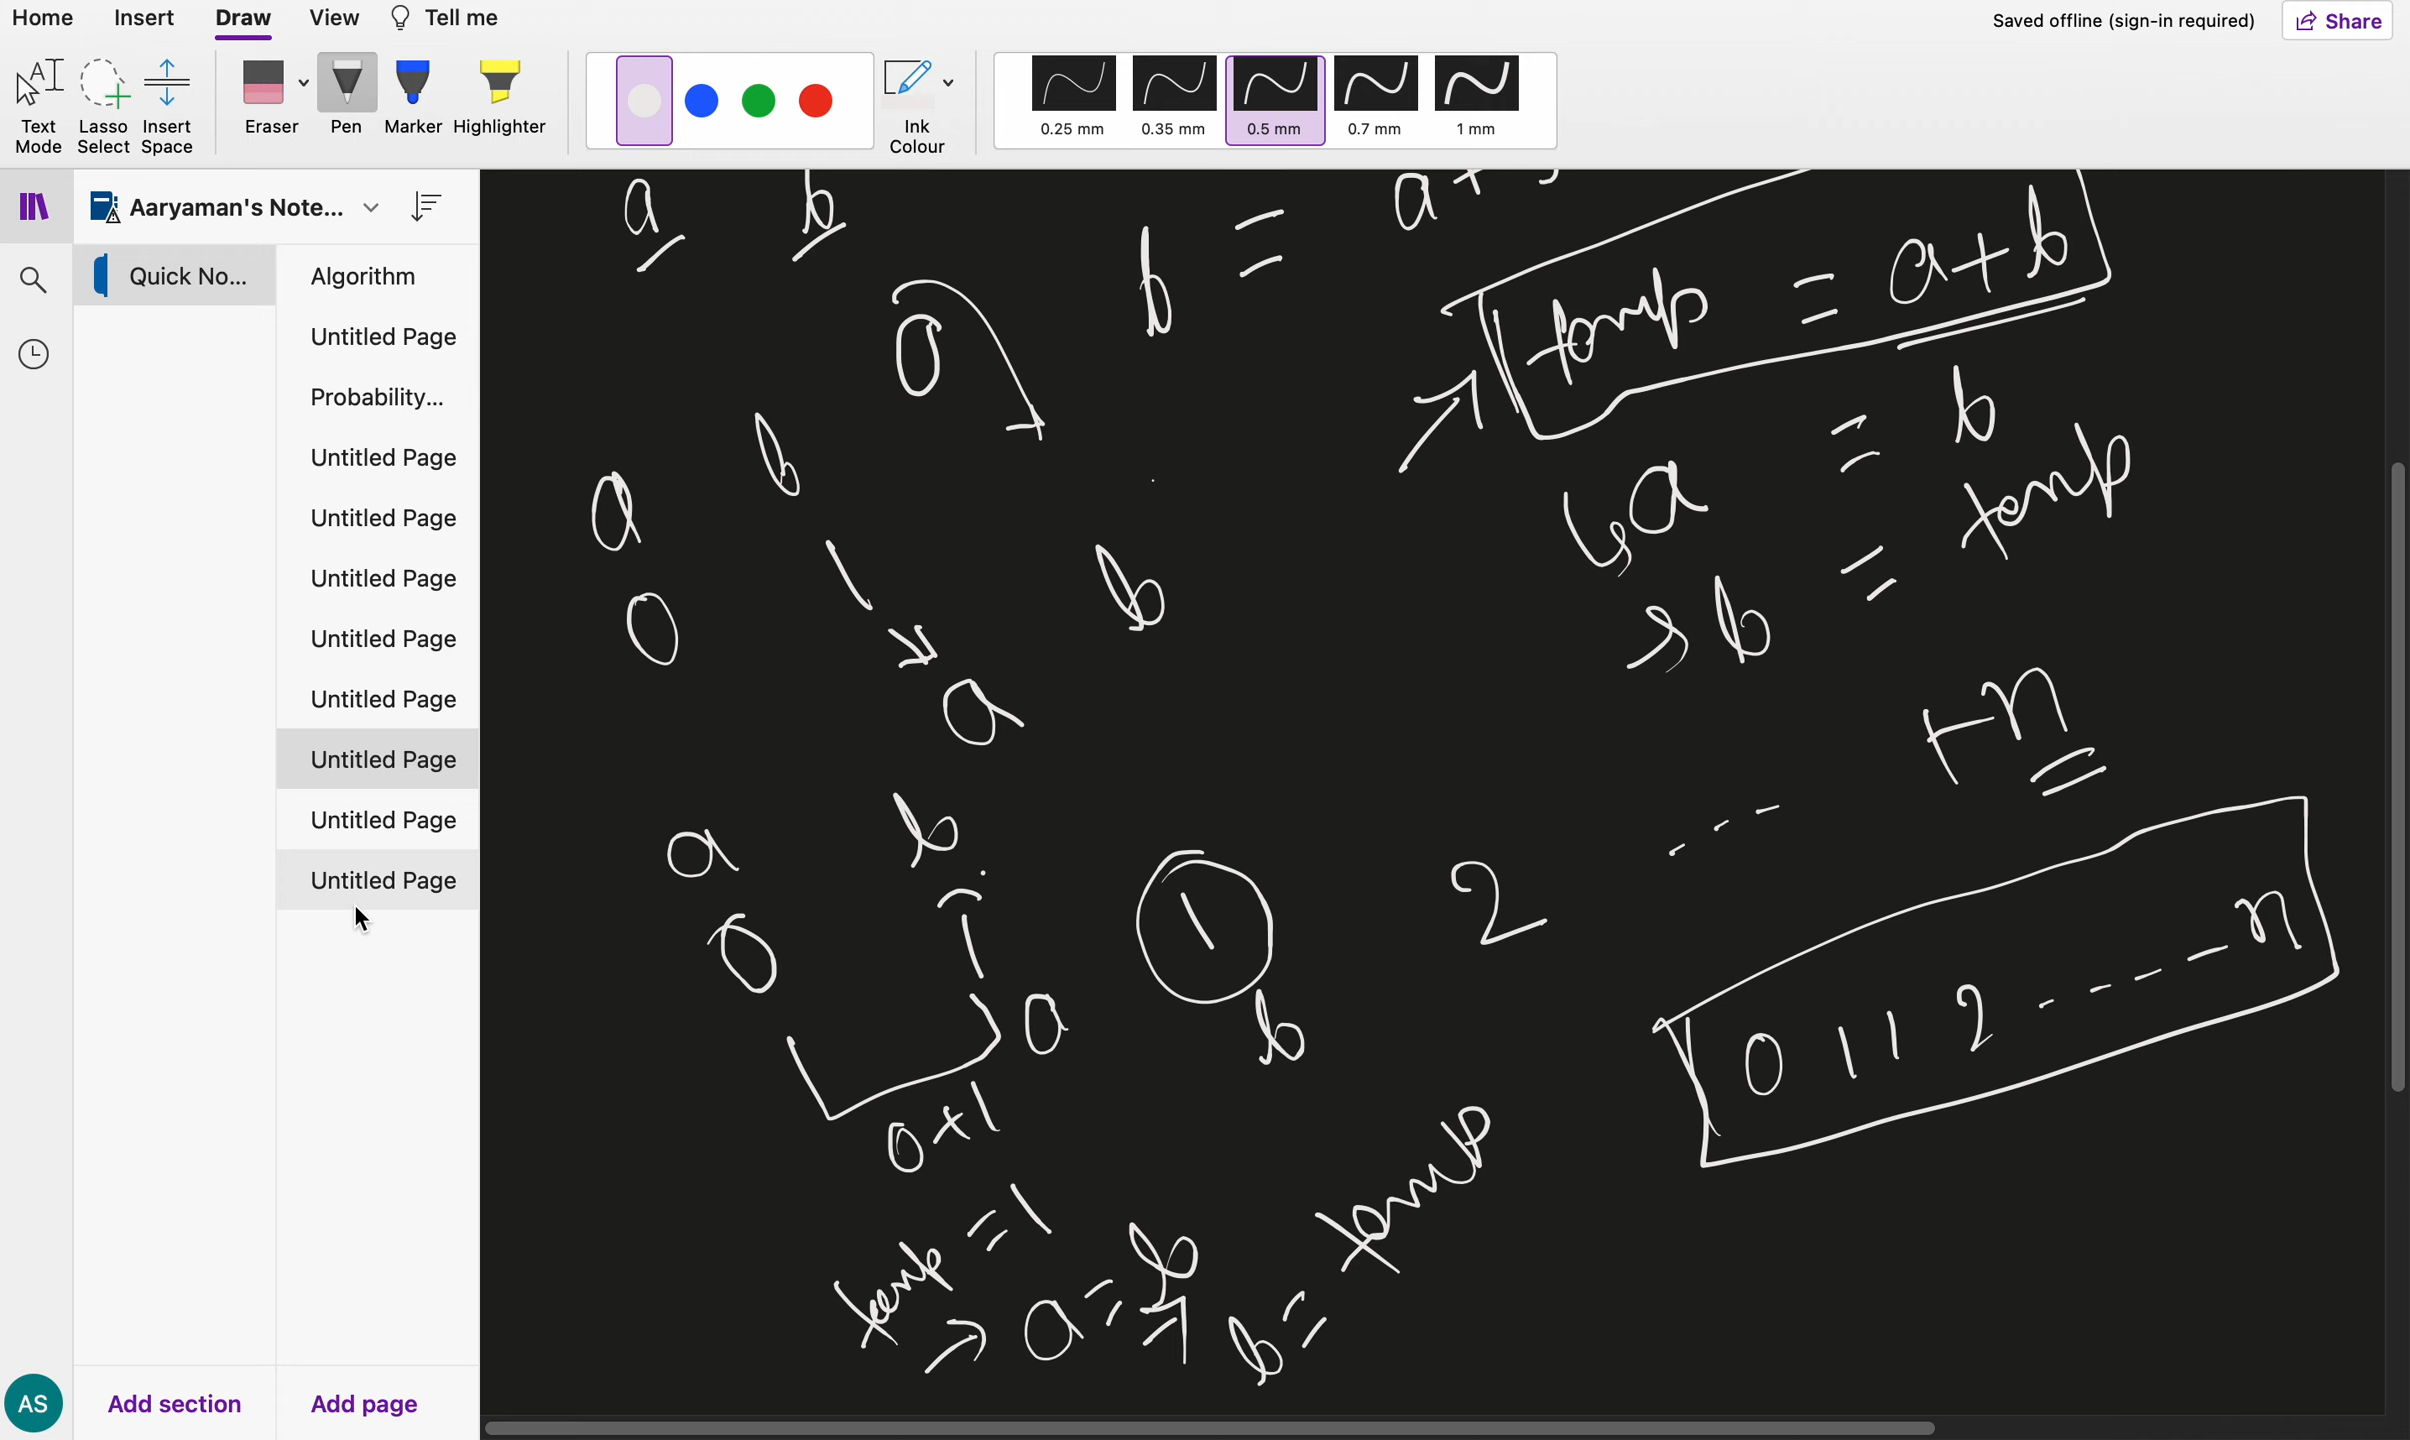 Home Insert Draw View Tell me
Saved offline (sign-in required) Share
Text Mode
Lasso Select
Insert Space
Eraser
Pen
Marker
Highlighter
Ink Colour
0.25 mm
0.35 mm
0.5 mm
0.7 mm
1 mm
Aaryaman's Note...
Quick No...
Algorithm
Untitled Page
Probability...
Untitled Page
Untitled Page
Untitled Page
Untitled Page
Untitled Page
Untitled Page
Untitled Page
Untitled Page
AS
Add section
Add page
a b
b = a+
temp = a+b
0
a b
a = b
0 1
b
b = temp
a
n
a b
0 1 1 2 - - -
a b
0+1
0 1 1 2 - - - - n
temp = 1
a = b
b = temp